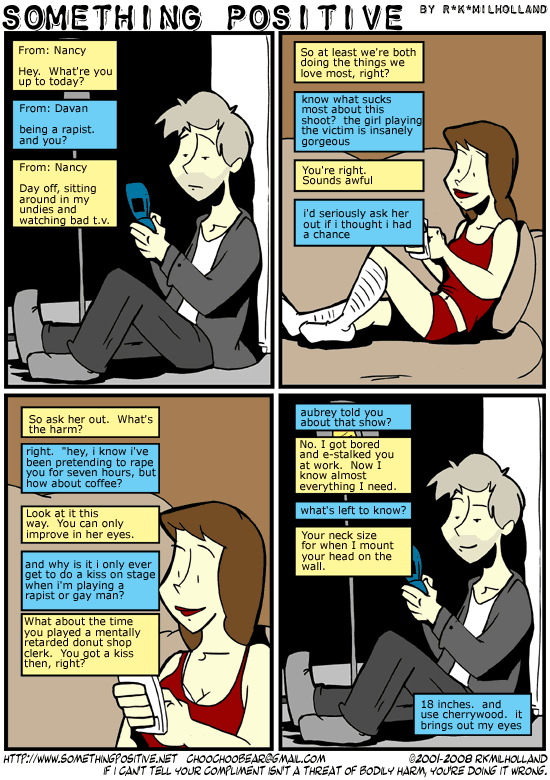 SOMETHING POSITIVE BY R*K*MILHOLLAND
From: Nancy
Hey. What're you
up to today?
From: Davan
being a rapist.
and you?
From: Nancy
Day off, sitting
around in my
undies and
watching bad t.v.
So at least we're both
doing the things we
love most, right?
know what sucks
most about this
shoot? the girl playing
the victim is insanely
gorgeous
You're right.
Sounds awful
i'd seriously ask her
out if i thought i had
a chance
So ask her out. What's
the harm?
right. "hey, i know i've
been pretending to rape
you for seven hours, but
how about coffee?
Look at it this
way. You can only
improve in her eyes.
and why is it i only ever
get to do a kiss on stage
when i'm playing a
rapist or gay man?
What about the time
you played a mentally
retarded donut shop
clerk. You got a kiss
then, right?
aubrey told you
about that show?
No. I got bored
and e-stalked you
at work. Now I
know almost
everything I need.
what's left to know?
Your neck size
for when I mount
your head on the
wall.
18 inches. and
use cherrywood. it
brings out my eyes
HTTP://WWW.SOMETHINGPOSITIVE.NET CHOOCHOOBEAR@GMAIL.COM ©2001-2008 RKMILHOLLAND
IF I CAN'T TELL YOUR COMPLIMENT ISN'T A THREAT OF BODILY HARM, YOU'RE DOING IT WRONG.